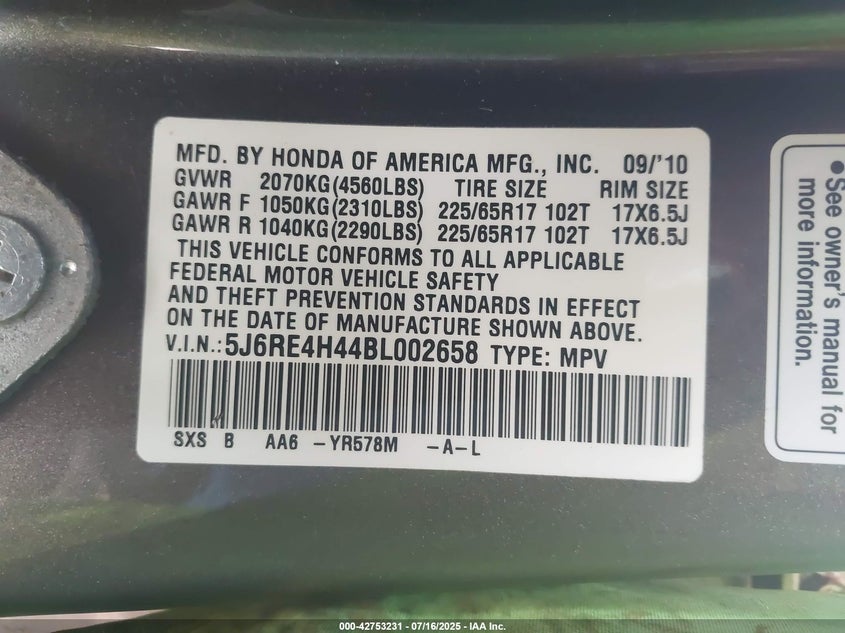 MFD. BY HONDA OF AMERICA MFG., INC. 09/'10
GVWR 2070KG(4560LBS) TIRE SIZE RIM SIZE
GAWR F 1050KG(2310LBS) 225/65R17 102T 17X6.5J
GAWR R 1040KG(2290LBS) 225/65R17 102T 17X6.5J
THIS VEHICLE CONFORMS TO ALL APPLICABLE
FEDERAL MOTOR VEHICLE SAFETY
AND THEFT PREVENTION STANDARDS IN EFFECT
ON THE DATE OF MANUFACTURE SHOWN ABOVE.
V.I.N.:5J6RE4H44BL002658 TYPE: MPV
SXS B AA6 -YR578M -A-L
•See owner's manual for
more information.
000-42753231 - 07/16/2025 - IAA Inc.